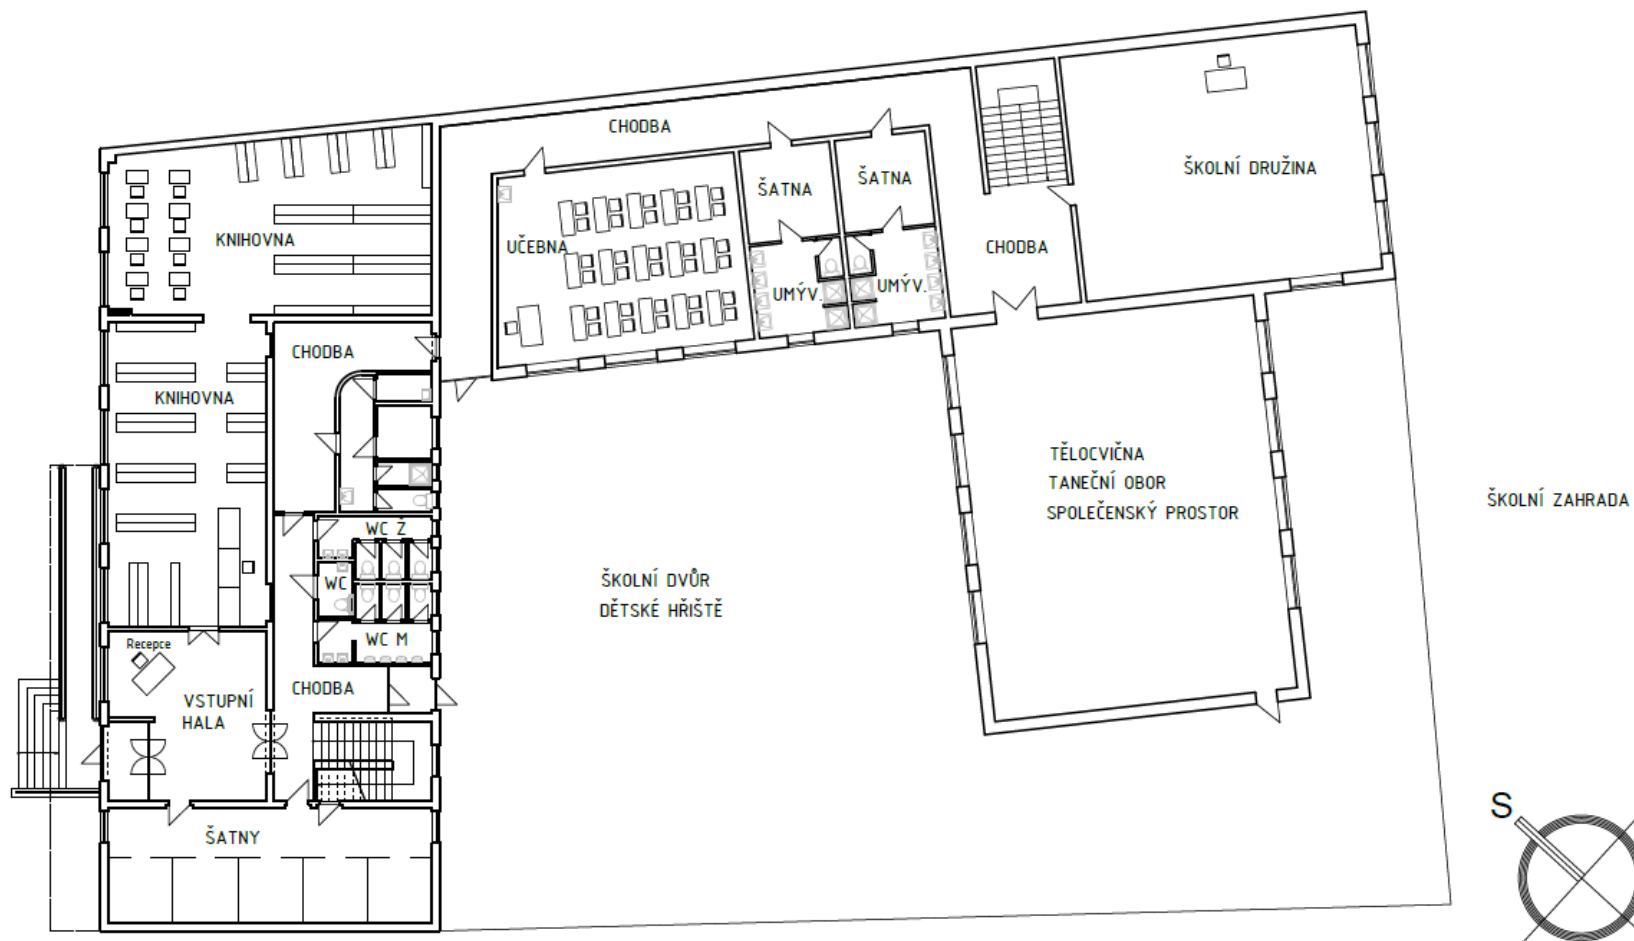 CHODBA
ŠKOLNÍ DRUŽINA
ŠATNA
ŠATNA
KNIHOVNA
UČEBNA
CHODBA
UMÝV.
UMÝV.
CHODBA
KNIHOVNA
TĚLOCVIČNA
TANEČNÍ OBOR
SPOLEČENSKÝ PROSTOR
ŠKOLNÍ ZAHRADA
WC Ž
WC
ŠKOLNÍ DVŮR
DĚTSKÉ HŘIŠTĚ
WC M
Recepce
CHODBA
VSTUPNÍ
HALA
ŠATNY
S